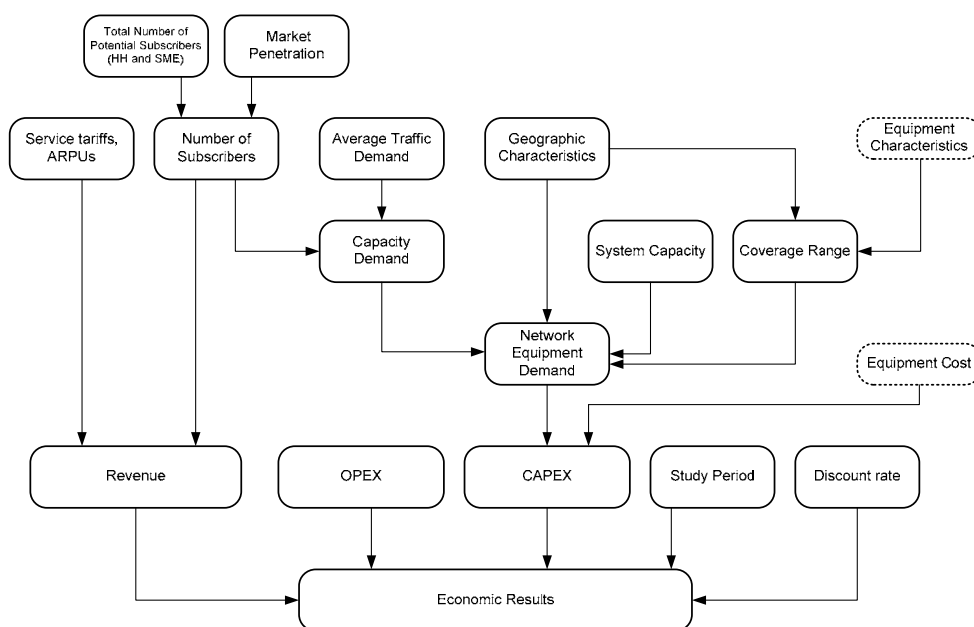 Total Number of
Potential Subscribers
(HH and SME)
Market
Penetration
Service tariffs,
ARPUs
Number of
Subscribers
Average Traffic
Demand
Geographic
Characteristics
Equipment
Characteristics
Capacity
Demand
System Capacity
Coverage Range
Network
Equipment
Demand
Equipment Cost
Revenue
OPEX
CAPEX
Study Period
Discount rate
Economic Results